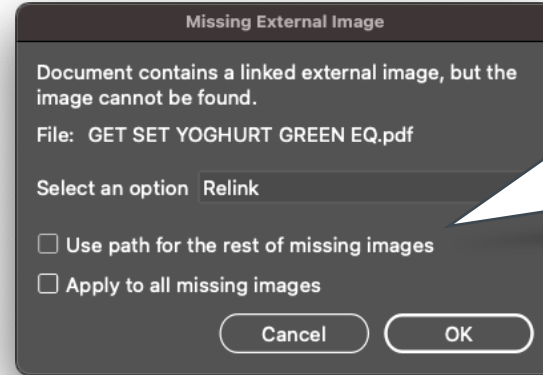 Missing External Image
Document contains a linked external image, but the
image cannot be found.
File: GET SET YOGHURT GREEN EQ.pdf
Select an option Relink
Use path for the rest of missing images
Apply to all missing images
Cancel OK